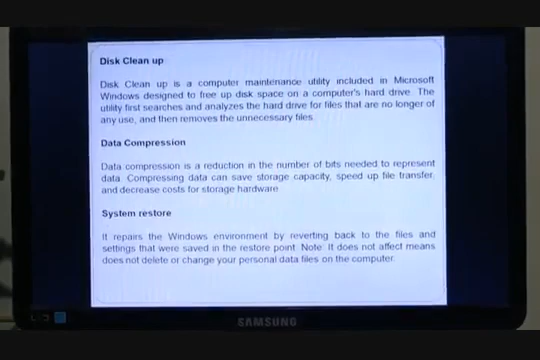 Disk Clean up
Disk Clean up is a computer maintenance utility included in Microsoft
Windows designed to free up disk space on a computer's hard drive. The
utility first searches and analyzes the hard drive for files that are no longer of
any use, and then removes the unnecessary files.
Data Compression
Data compression is a reduction in the number of bits needed to represent
data. Compressing data can save storage capacity, speed up file transfer,
and decrease costs for storage hardware
System restore
It repairs the Windows environment by reverting back to the files and
settings that were saved in the restore point. Note: It does not affect means
does not delete or change your personal data files on the computer.
SAMSUNG